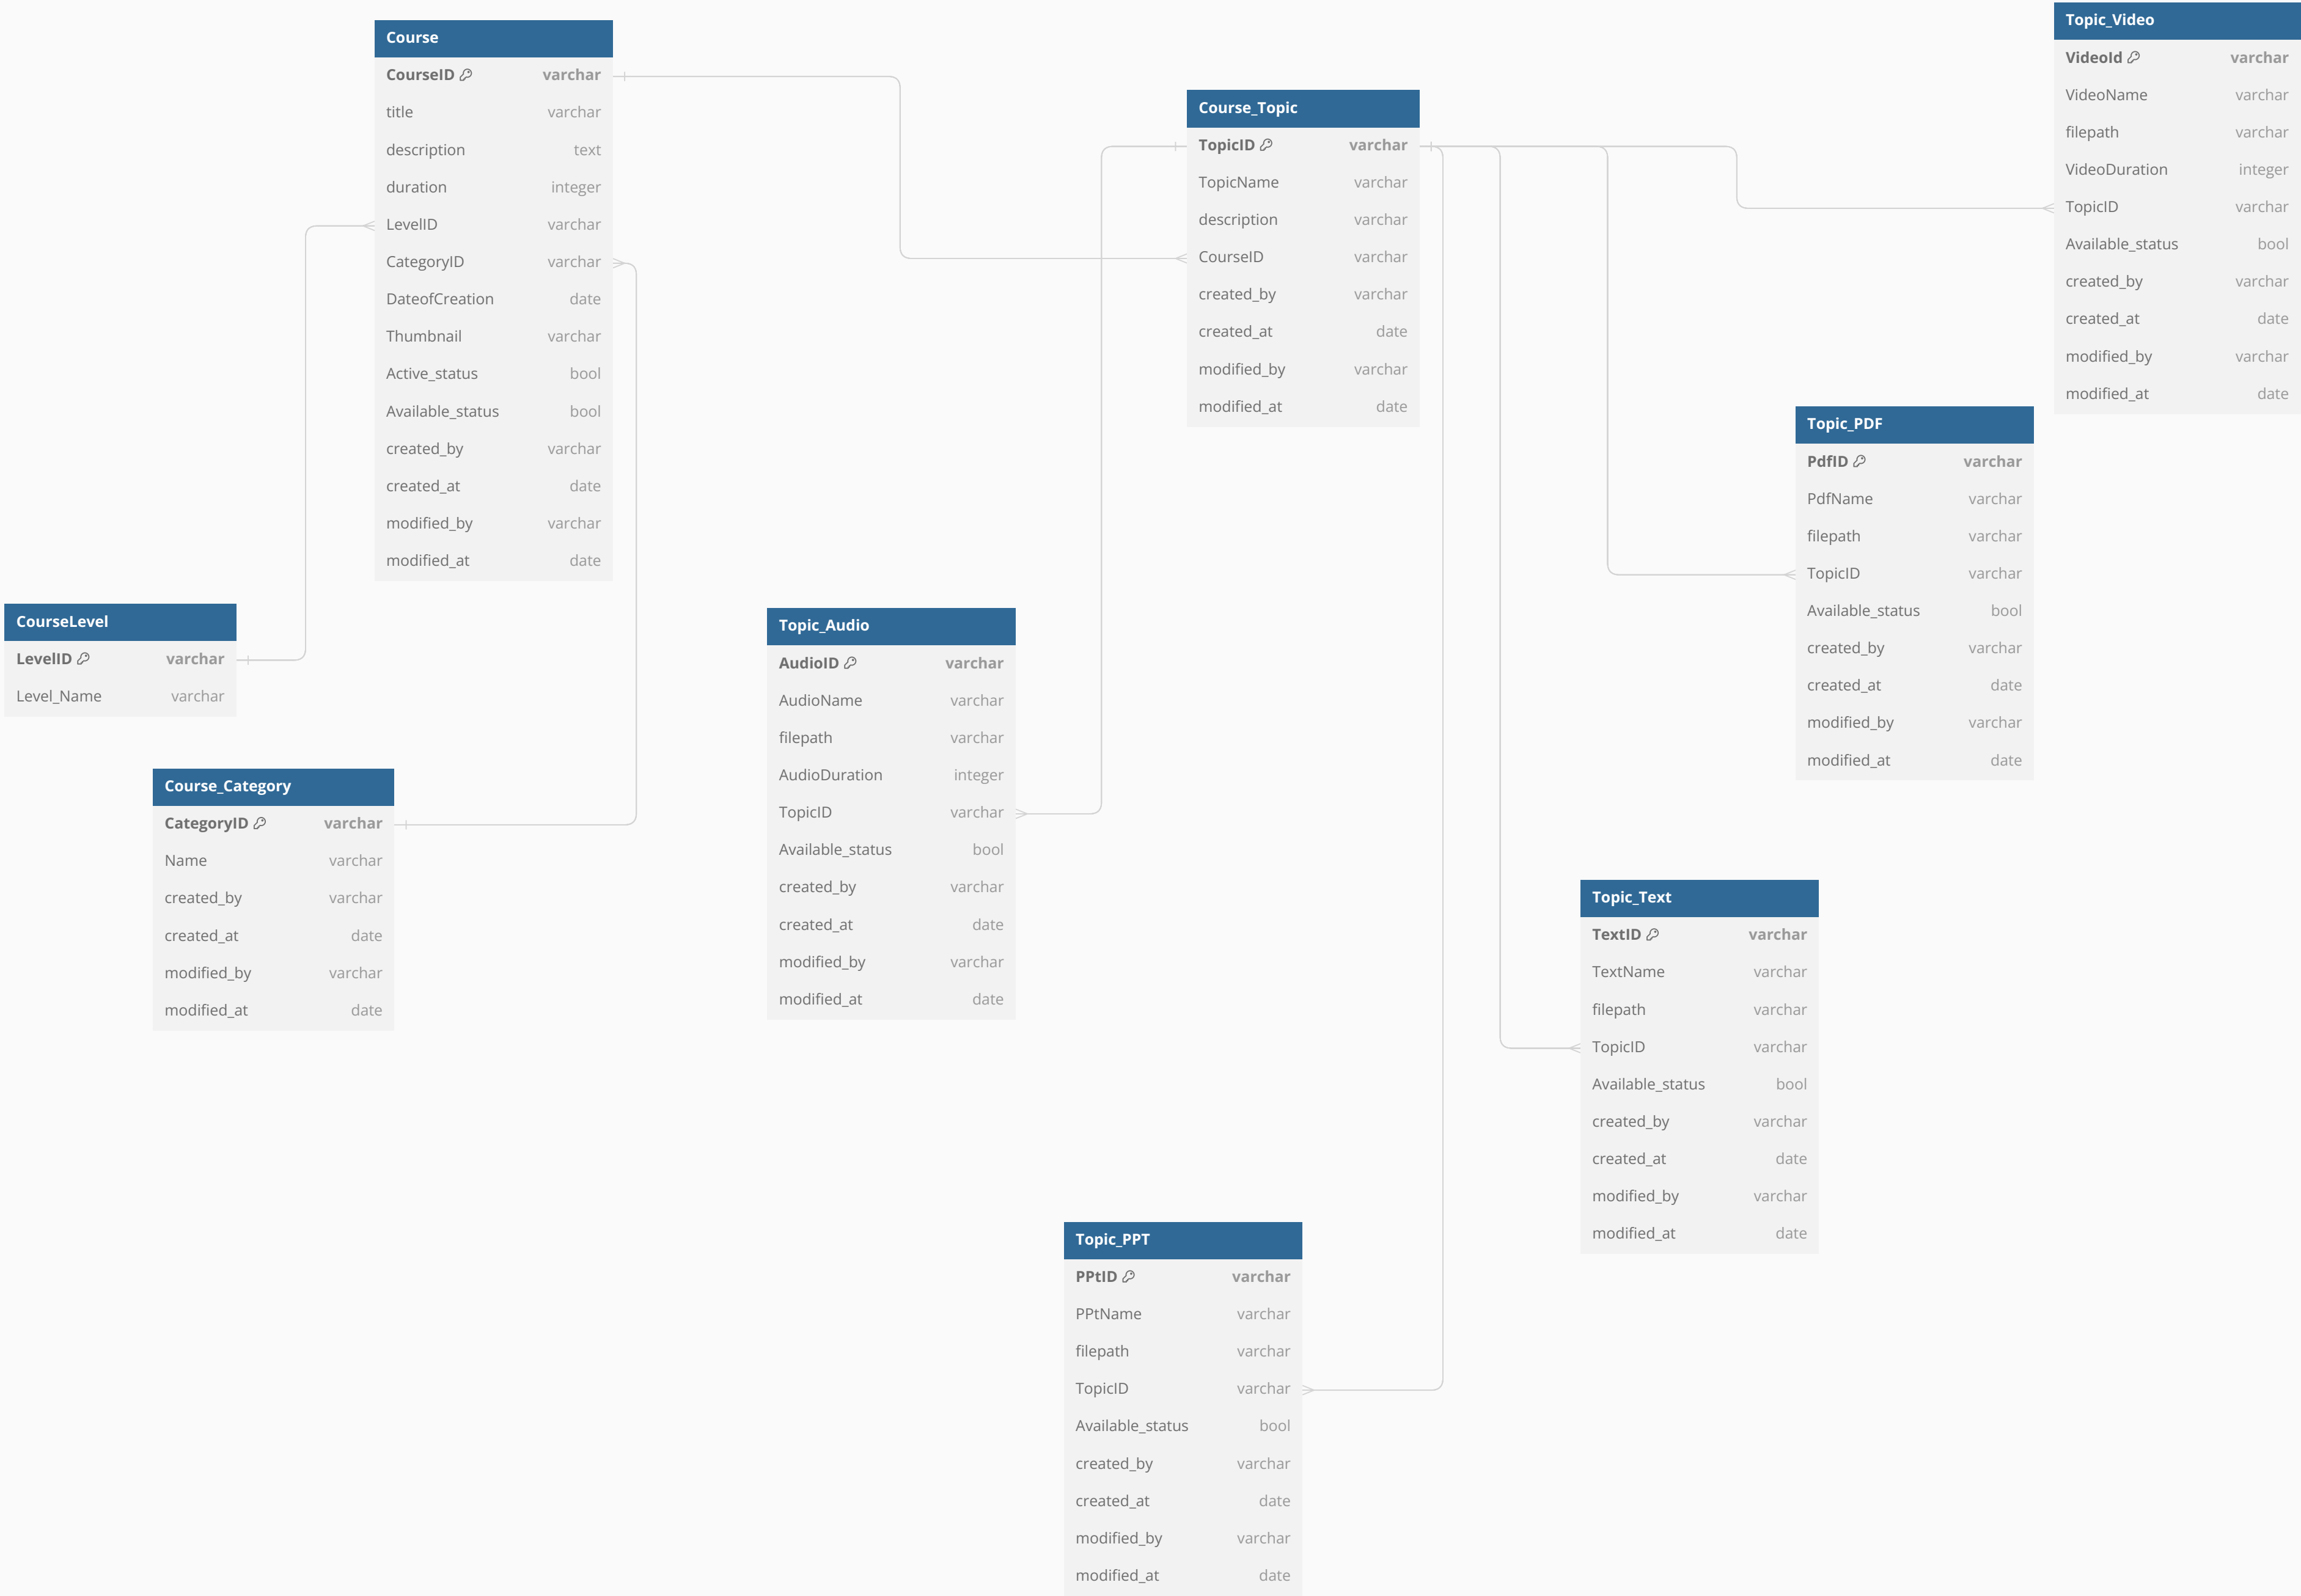 Course
CourseID varchar
title varchar
description text
duration integer
LevelID varchar
CategoryID varchar
DateofCreation date
Thumbnail varchar
Active_status bool
Available_status bool
created_by varchar
created_at date
modified_by varchar
modified_at date
CourseLevel
LevelID varchar
Level_Name varchar
Course_Category
CategoryID varchar
Name varchar
created_by varchar
created_at date
modified_by varchar
modified_at date
Topic_Audio
AudioID varchar
AudioName varchar
filepath varchar
AudioDuration integer
TopicID varchar
Available_status bool
created_by varchar
created_at date
modified_by varchar
modified_at date
Course_Topic
TopicID varchar
TopicName varchar
description varchar
CourseID varchar
created_by varchar
created_at date
modified_by varchar
modified_at date
Topic_PPT
PPtID varchar
PPtName varchar
filepath varchar
TopicID varchar
Available_status bool
created_by varchar
created_at date
modified_by varchar
modified_at date
Topic_Text
TextID varchar
TextName varchar
filepath varchar
TopicID varchar
Available_status bool
created_by varchar
created_at date
modified_by varchar
modified_at date
Topic_PDF
PdfID varchar
PdfName varchar
filepath varchar
TopicID varchar
Available_status bool
created_by varchar
created_at date
modified_by varchar
modified_at date
Topic_Video
VideoId varchar
VideoName varchar
filepath varchar
VideoDuration integer
TopicID varchar
Available_status bool
created_by varchar
created_at date
modified_by varchar
modified_at date